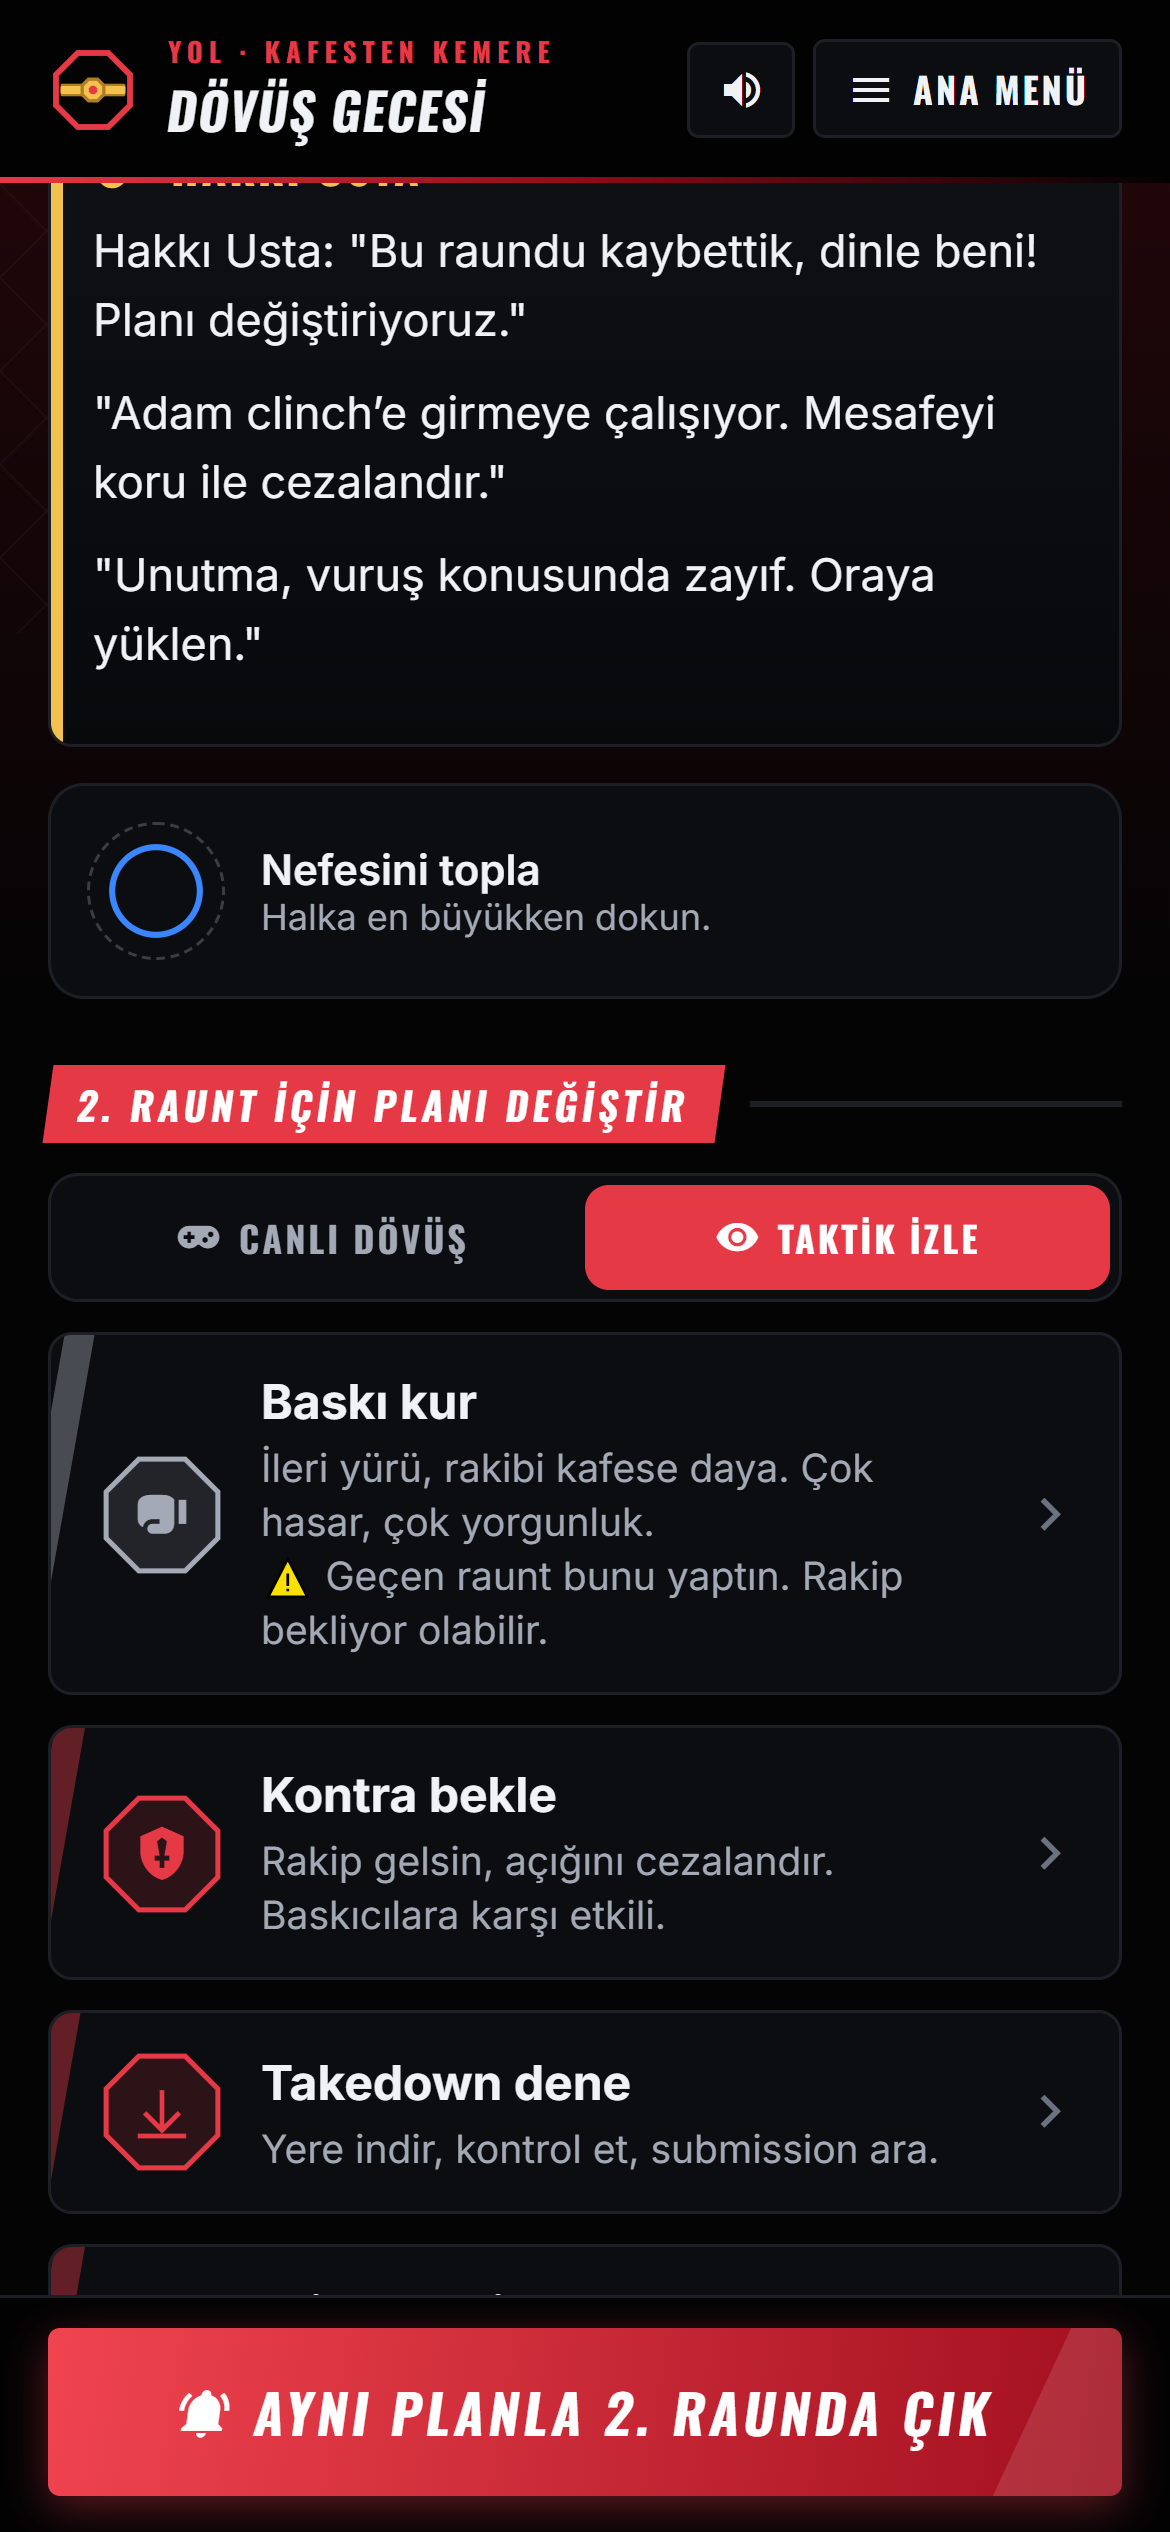 YOL · KAFESTEN KEMERE
DÖVÜŞ GECESİ
ANA MENÜ
Hakkı Usta: "Bu raundu kaybettik, dinle beni!
Planı değiştiriyoruz."
"Adam clinch’e girmeye çalışıyor. Mesafeyi
koru ile cezalandır."
"Unutma, vuruş konusunda zayıf. Oraya
yüklen."
Nefesini topla
Halka en büyükken dokun.
2. RAUNT İÇİN PLANI DEĞİŞTİR
CANLI DÖVÜŞ
TAKTİK İZLE
Baskı kur
İleri yürü, rakibi kafese daya. Çok
hasar, çok yorgunluk.
⚠️ Geçen raunt bunu yaptın. Rakip
bekliyor olabilir.
Kontra bekle
Rakip gelsin, açığını cezalandır.
Baskıcılara karşı etkili.
Takedown dene
Yere indir, kontrol et, submission ara.
AYNI PLANLA 2. RAUNDA ÇIK